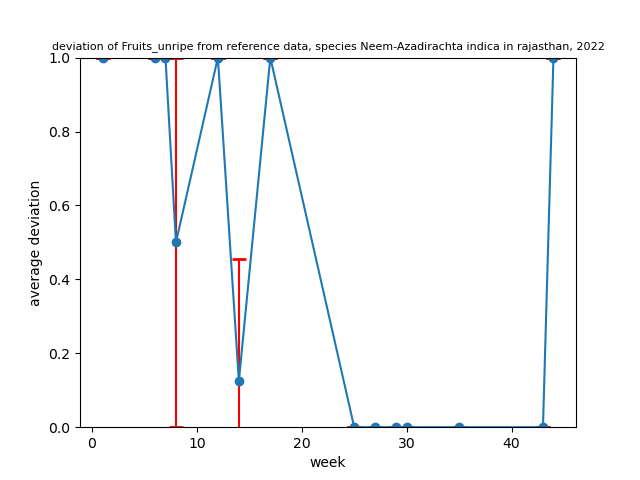 deviation of Fruits_unripe from reference data, species Neem-Azadirachta indica in rajasthan, 2022
1.0
0.8
0.6
0.4
0.2
0.0
average deviation
0 10 20 30 40
week